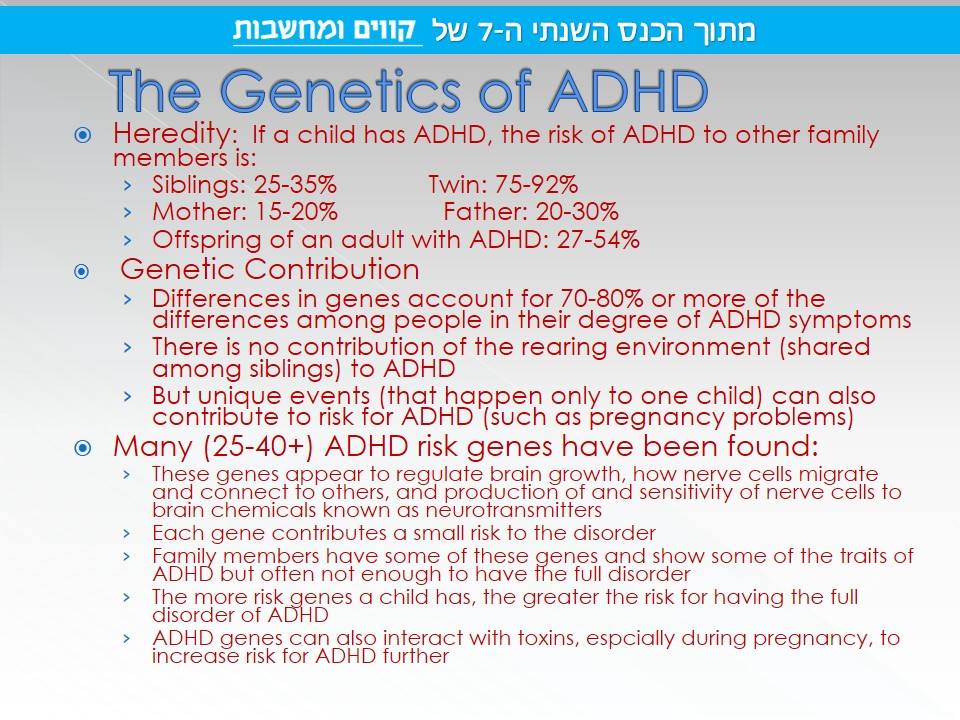 מתוך הכנס השנתי ה-7 של קווים ומחשבות
The Genetics of ADHD
Heredity: If a child has ADHD, the risk of ADHD to other family
members is:
Siblings: 25-35% Twin: 75-92%
Mother: 15-20% Father: 20-30%
Offspring of an adult with ADHD: 27-54%
Genetic Contribution
Differences in genes account for 70-80% or more of the
differences among people in their degree of ADHD symptoms
There is no contribution of the rearing environment (shared
among siblings) to ADHD
But unique events (that happen only to one child) can also
contribute to risk for ADHD (such as pregnancy problems)
Many (25-40+) ADHD risk genes have been found:
These genes appear to regulate brain growth, how nerve cells migrate
and connect to others, and production of and sensitivity of nerve cells to
brain chemicals known as neurotransmitters
Each gene contributes a small risk to the disorder
Family members have some of these genes and show some of the traits of
ADHD but often not enough to have the full disorder
The more risk genes a child has, the greater the risk for having the full
disorder of ADHD
ADHD genes can also interact with toxins, espcially during pregnancy, to
increase risk for ADHD further